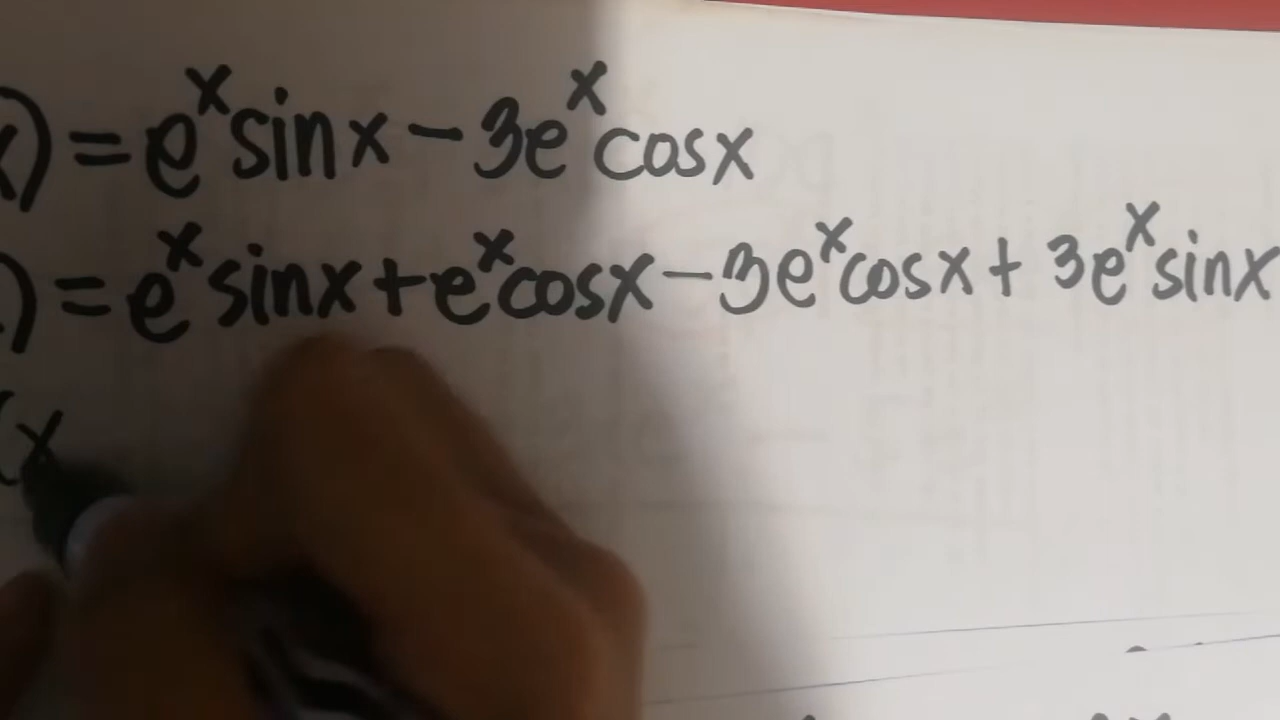 x) = e^x sin x - 3e^x cos x
) = e^x sin x + e^x cos x - 3e^x cos x + 3e^x sin x
(x